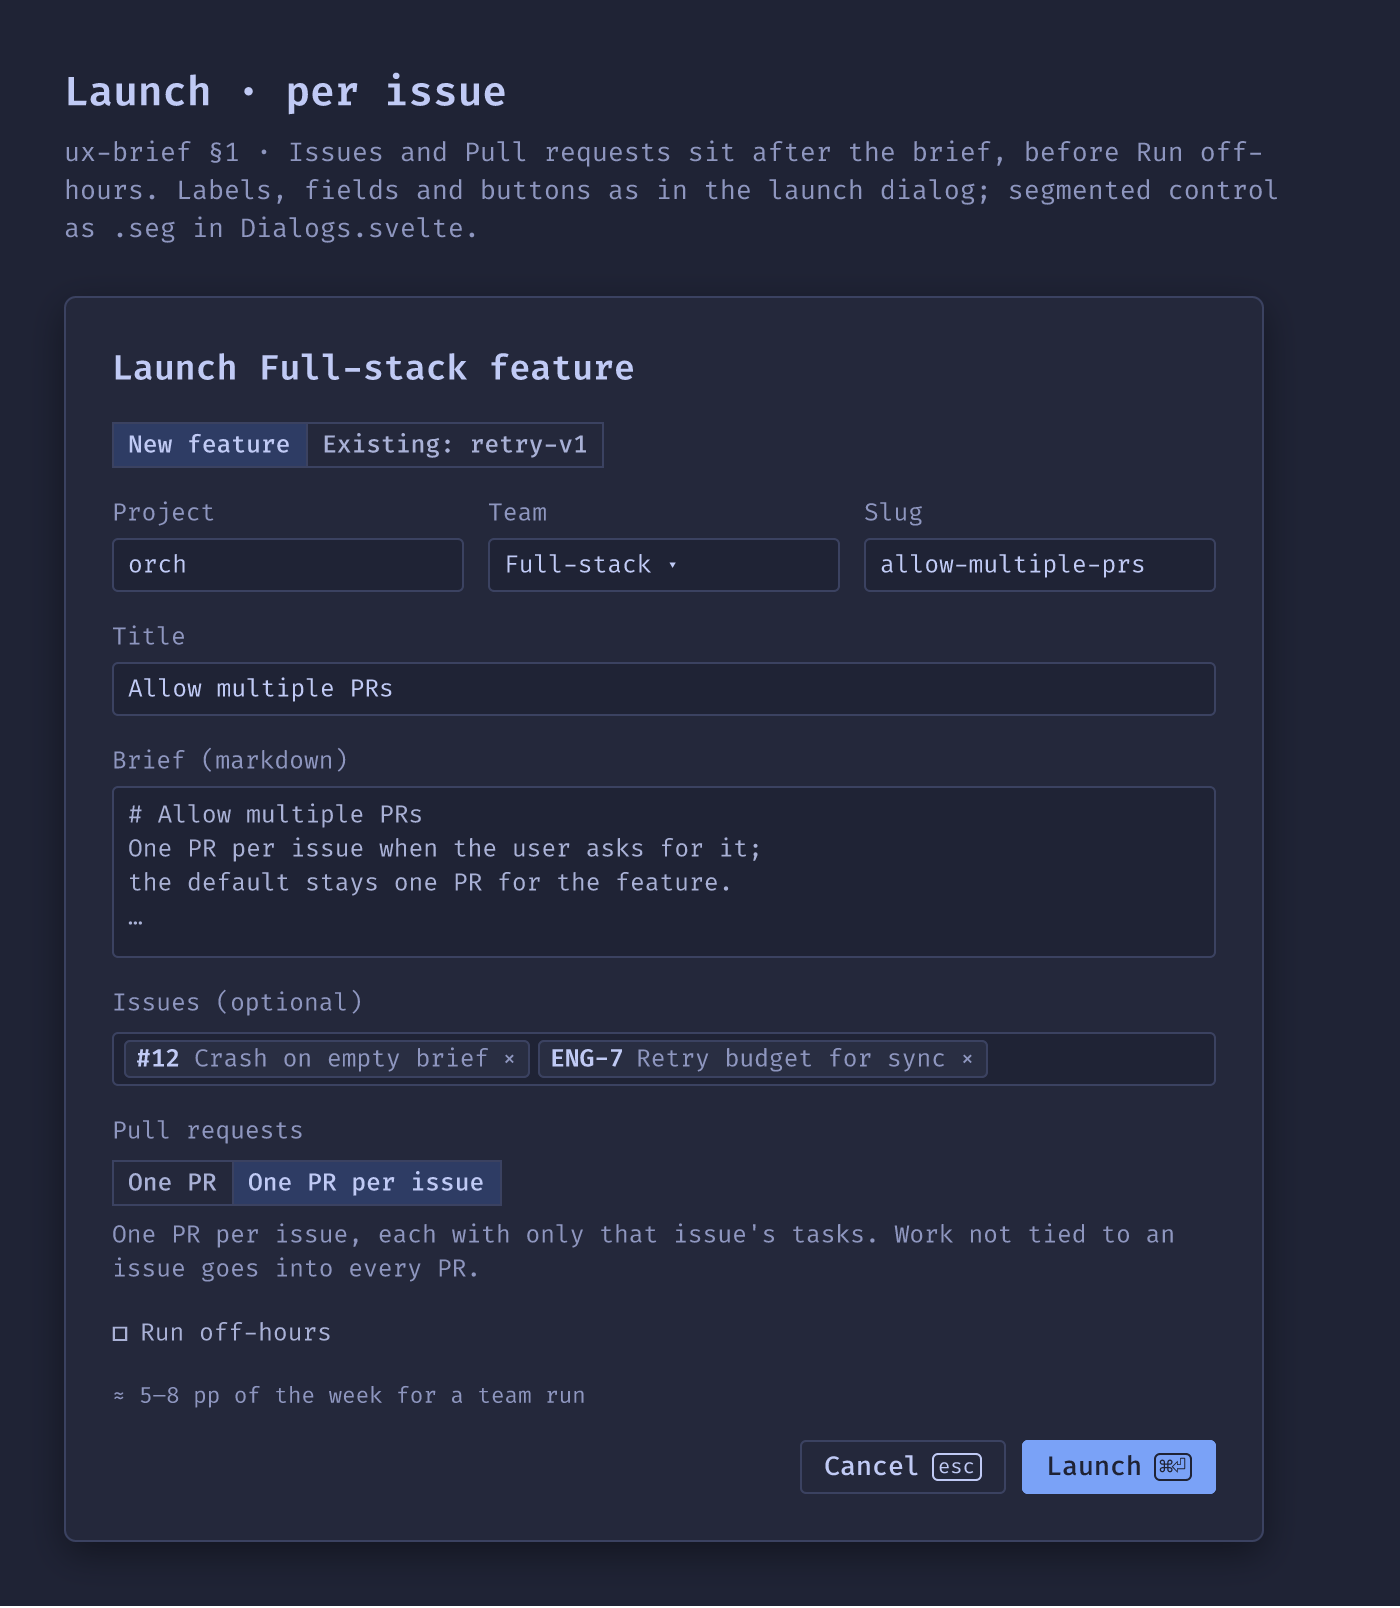 Launch · per issue
ux-brief §1 · Issues and Pull requests sit after the brief, before Run off-
hours. Labels, fields and buttons as in the launch dialog; segmented control
as .seg in Dialogs.svelte.
Launch Full-stack feature
New feature Existing: retry-v1
Project Team Slug
orch Full-stack ▾ allow-multiple-prs
Title
Allow multiple PRs
Brief (markdown)
# Allow multiple PRs
One PR per issue when the user asks for it;
the default stays one PR for the feature.
…
Issues (optional)
#12 Crash on empty brief × ENG-7 Retry budget for sync ×
Pull requests
One PR One PR per issue
One PR per issue, each with only that issue's tasks. Work not tied to an
issue goes into every PR.
Run off-hours
≈ 5–8 pp of the week for a team run
Cancel esc Launch ⌘⏎